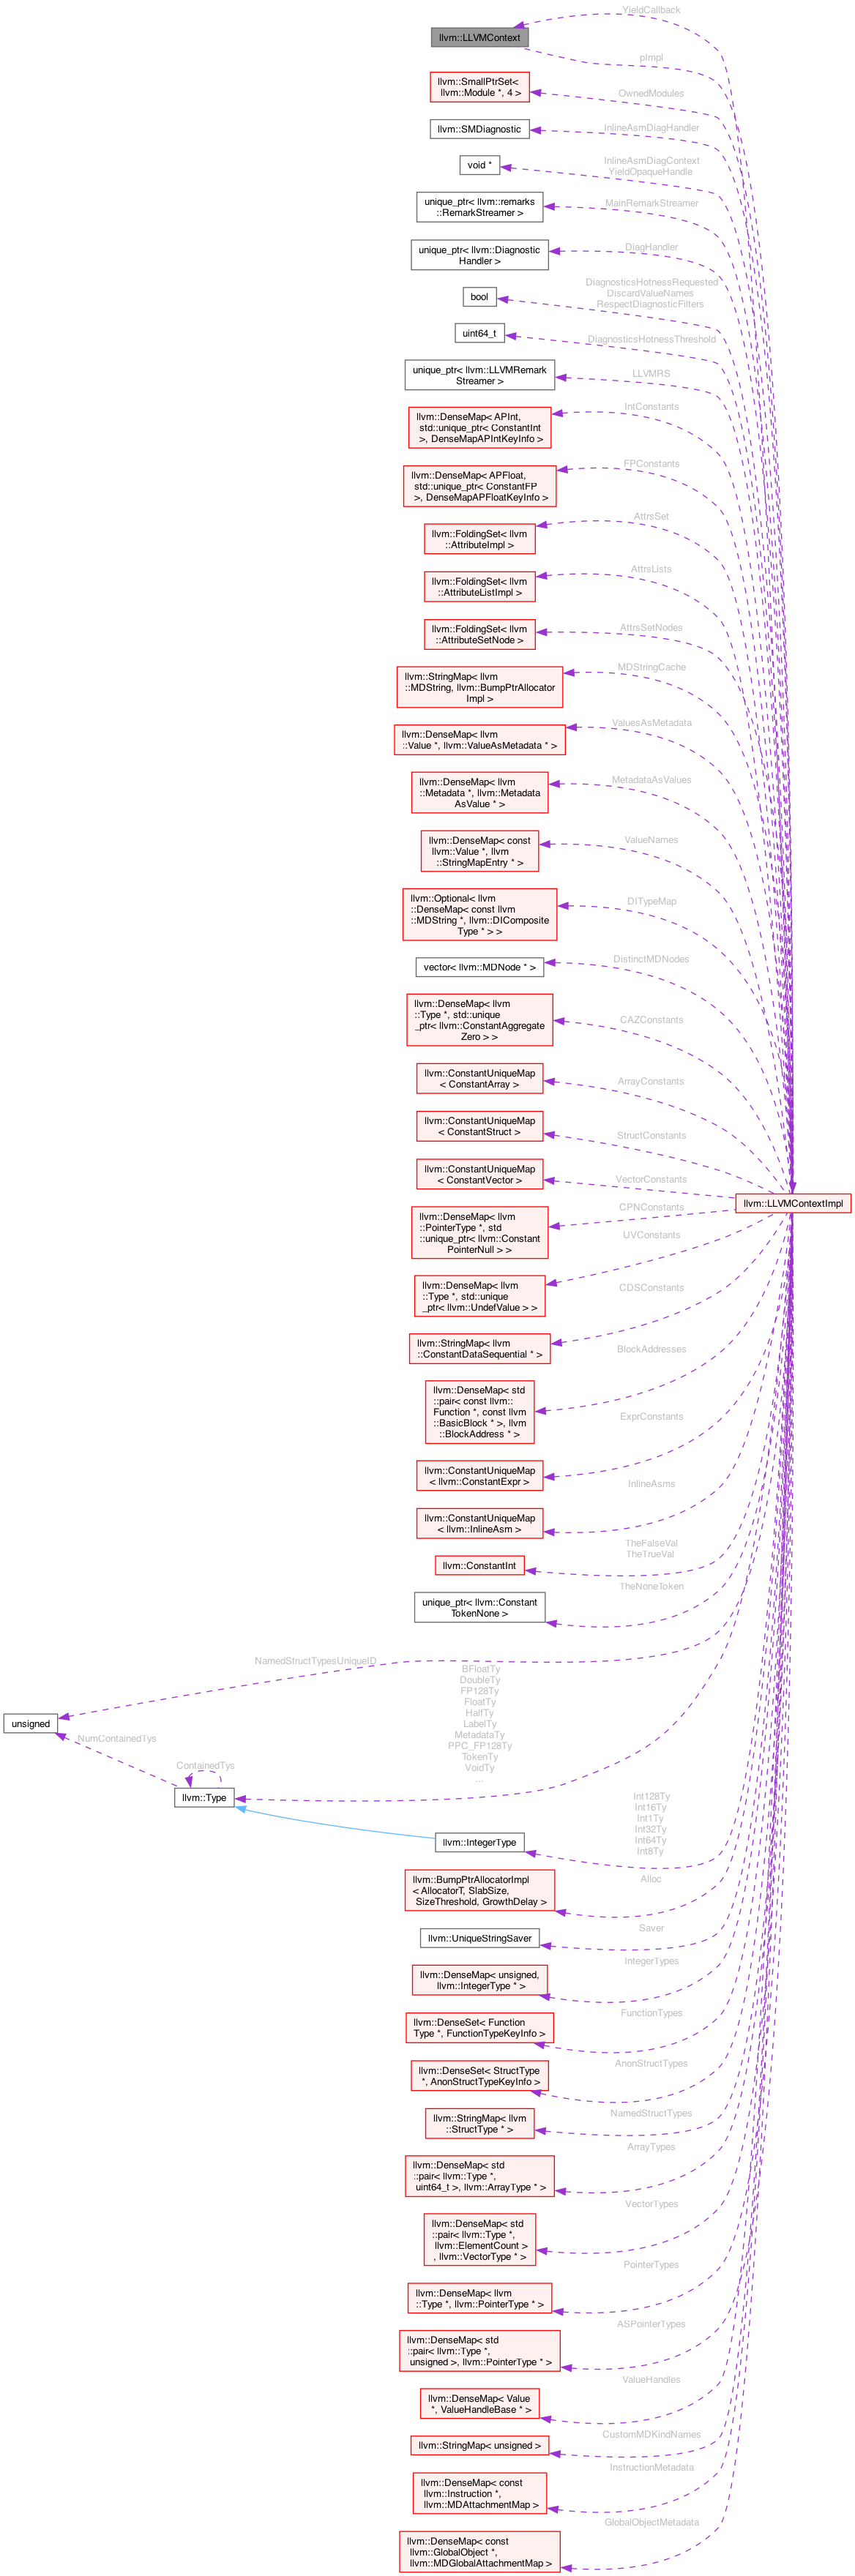 YieldCallback
llvm::LLVMContext
pImpl
llvm::SmallPtrSet<
llvm::Module *, 4 >
OwnedModules
llvm::SMDiagnostic
InlineAsmDiagHandler
void *
InlineAsmDiagContext
YieldOpaqueHandle
unique_ptr< llvm::remarks
::RemarkStreamer >
MainRemarkStreamer
unique_ptr< llvm::Diagnostic
Handler >
DiagHandler
bool
DiagnosticsHotnessRequested
DiscardValueNames
RespectDiagnosticFilters
uint64_t
DiagnosticsHotnessThreshold
unique_ptr< llvm::LLVMRemark
Streamer >
LLVMRS
llvm::DenseMap< APInt,
std::unique_ptr< ConstantInt
>, DenseMapAPIntKeyInfo >
IntConstants
llvm::DenseMap< APFloat,
std::unique_ptr< ConstantFP
>, DenseMapAPFloatKeyInfo >
FPConstants
llvm::FoldingSet< llvm
::AttributeImpl >
AttrsSet
llvm::FoldingSet< llvm
::AttributeListImpl >
AttrsLists
llvm::FoldingSet< llvm
::AttributeSetNode >
AttrsSetNodes
llvm::StringMap< llvm
::MDString, llvm::BumpPtrAllocator
Impl >
MDStringCache
llvm::DenseMap< llvm
::Value *, llvm::ValueAsMetadata * >
ValuesAsMetadata
llvm::DenseMap< llvm
::Metadata *, llvm::Metadata
AsValue * >
MetadataAsValues
llvm::DenseMap< const
llvm::Value *, llvm
::StringMapEntry * >
ValueNames
llvm::Optional< llvm
::DenseMap< const llvm
::MDString *, llvm::DIComposite
Type * > >
DITypeMap
vector< llvm::MDNode * >
DistinctMDNodes
llvm::DenseMap< llvm
::Type *, std::unique
_ptr< llvm::ConstantAggregate
Zero > >
CAZConstants
llvm::ConstantUniqueMap
< ConstantArray >
ArrayConstants
llvm::ConstantUniqueMap
< ConstantStruct >
StructConstants
llvm::ConstantUniqueMap
< ConstantVector >
VectorConstants
llvm::LLVMContextImpl
llvm::DenseMap< llvm
::PointerType *, std
::unique_ptr< llvm::Constant
PointerNull > >
CPNConstants
llvm::DenseMap< llvm
::Type *, std::unique
_ptr< llvm::UndefValue > >
UVConstants
llvm::StringMap< llvm
::ConstantDataSequential * >
CDSConstants
llvm::DenseMap< std
::pair< const llvm::
Function *, const llvm
::BasicBlock * >, llvm
::BlockAddress * >
BlockAddresses
llvm::ConstantUniqueMap
< llvm::ConstantExpr >
ExprConstants
llvm::ConstantUniqueMap
< llvm::InlineAsm >
InlineAsms
llvm::ConstantInt
TheFalseVal
TheTrueVal
unique_ptr< llvm::Constant
TokenNone >
TheNoneToken
NamedStructTypesUniqueID
unsigned
NumContainedTys
BFloatTy
DoubleTy
FP128Ty
FloatTy
HalfTy
LabelTy
MetadataTy
PPC_FP128Ty
TokenTy
VoidTy
...
ContainedTys
llvm::Type
llvm::IntegerType
Int128Ty
Int16Ty
Int1Ty
Int32Ty
Int64Ty
Int8Ty
llvm::BumpPtrAllocatorImpl
< AllocatorT, SlabSize,
SizeThreshold, GrowthDelay >
Alloc
llvm::UniqueStringSaver
Saver
llvm::DenseMap< unsigned,
llvm::IntegerType * >
IntegerTypes
llvm::DenseSet< Function
Type *, FunctionTypeKeyInfo >
FunctionTypes
llvm::DenseSet< StructType
*, AnonStructTypeKeyInfo >
AnonStructTypes
llvm::StringMap< llvm
::StructType * >
NamedStructTypes
llvm::DenseMap< std
::pair< llvm::Type *,
uint64_t >, llvm::ArrayType * >
ArrayTypes
llvm::DenseMap< std
::pair< llvm::Type *,
llvm::ElementCount >
, llvm::VectorType * >
VectorTypes
llvm::DenseMap< llvm
::Type *, llvm::PointerType * >
PointerTypes
llvm::DenseMap< std
::pair< llvm::Type *,
unsigned >, llvm::PointerType * >
ASPointerTypes
llvm::DenseMap< Value
*, ValueHandleBase * >
ValueHandles
llvm::StringMap< unsigned >
CustomMDKindNames
llvm::DenseMap< const
llvm::Instruction *,
llvm::MDAttachmentMap >
InstructionMetadata
llvm::DenseMap< const
llvm::GlobalObject *,
llvm::MDGlobalAttachmentMap >
GlobalObjectMetadata